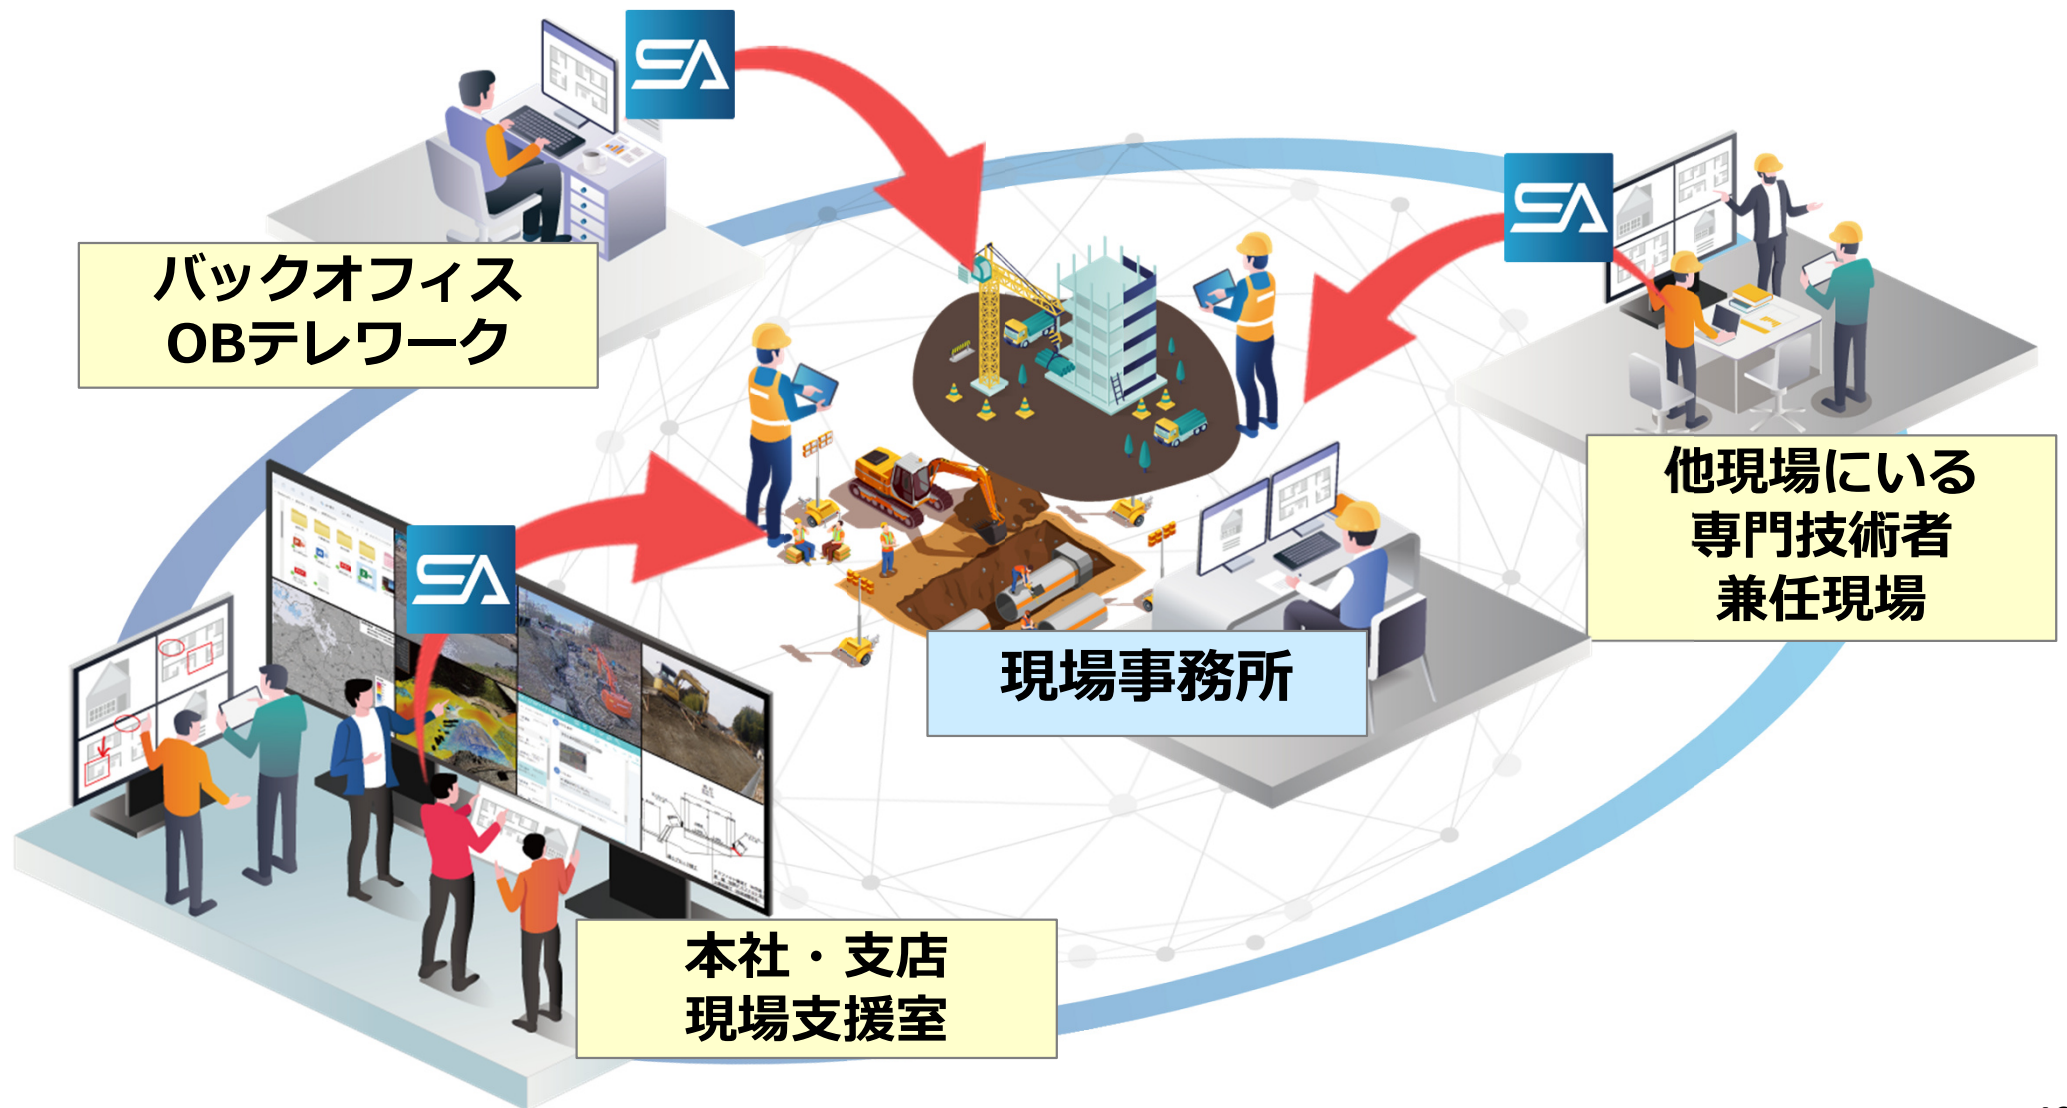 SA
バックオフィス
OBテレワーク
SA
他現場にいる
専門技術者
兼任現場
SA
現場事務所
本社・支店
現場支援室